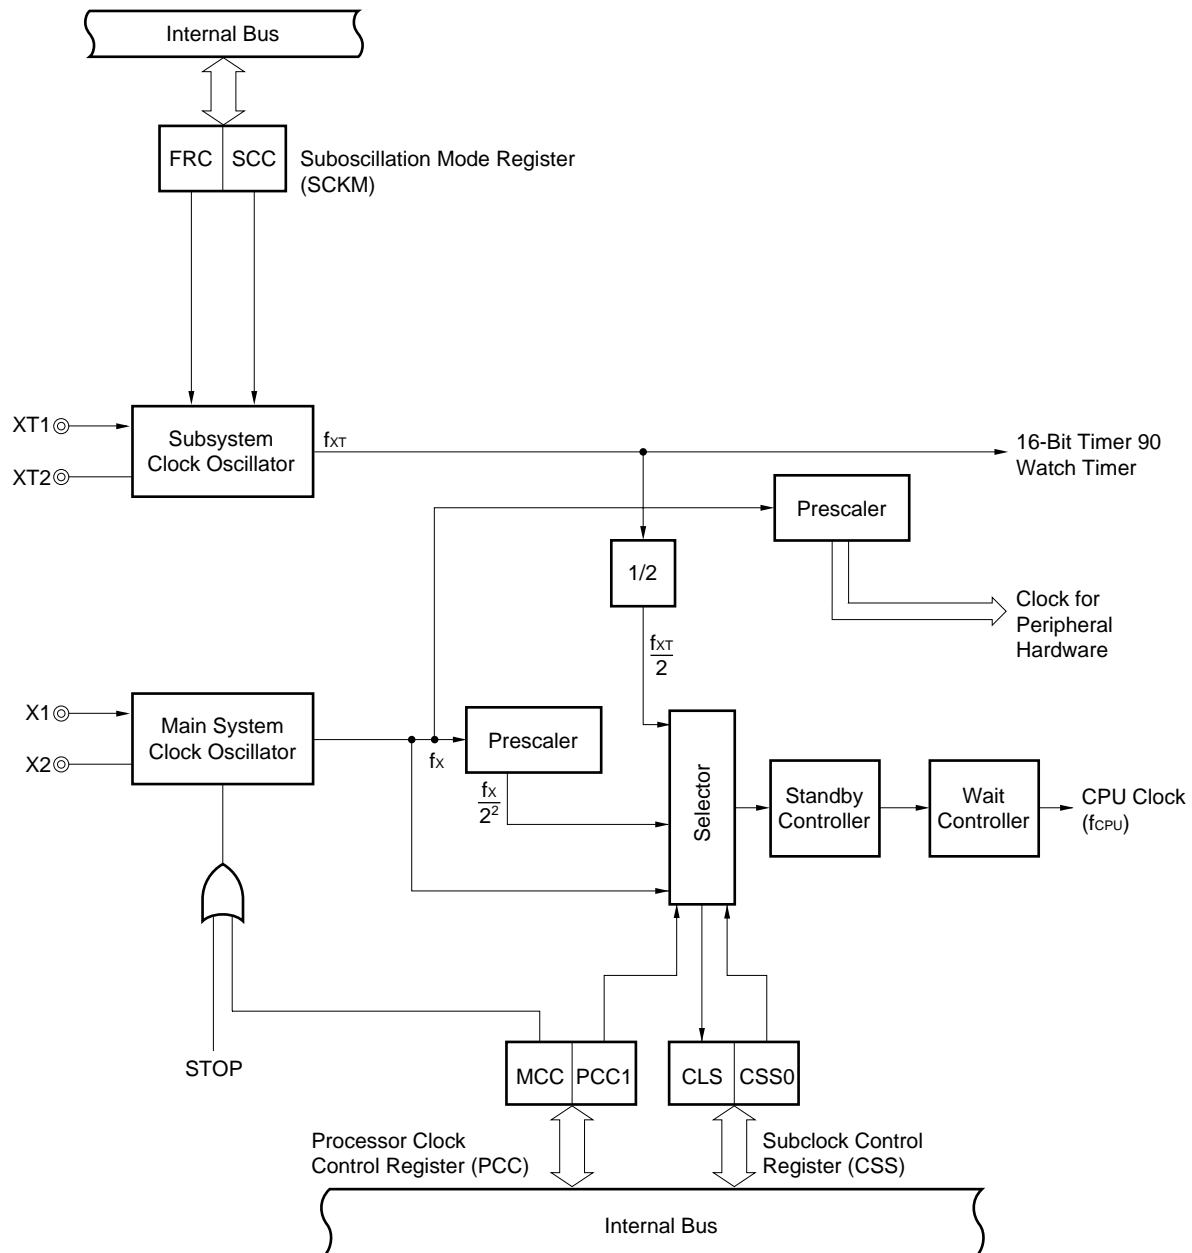 Internal Bus
FRC SCC
Suboscillation Mode Register
(SCKM)
XT1
XT2
Subsystem
Clock Oscillator
fXT
16-Bit Timer 90
Watch Timer
Prescaler
1/2
Clock for
Peripheral
Hardware
fXT
2
X1
X2
Main System
Clock Oscillator
fX
Prescaler
fX
2²
Selector
Standby
Controller
Wait
Controller
CPU Clock
(fCPU)
STOP
MCC PCC1
CLS CSS0
Processor Clock
Control Register (PCC)
Subclock Control
Register (CSS)
Internal Bus